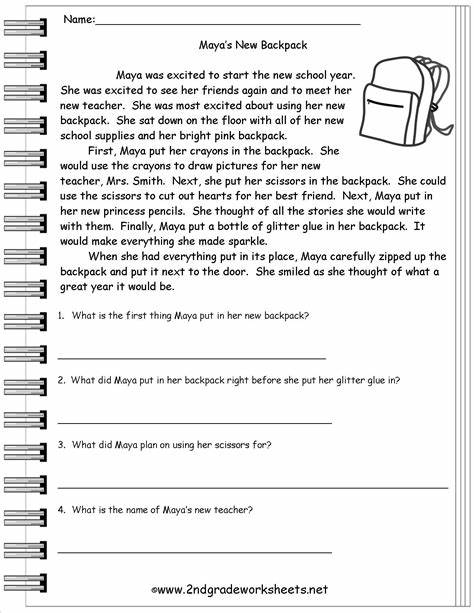 Name:
Maya's New Backpack
Maya was excited to start the new school year.
She was excited to see her friends again and to meet her
new teacher. She was most excited about using her new
backpack. She sat down on the floor with all of her new
school supplies and her bright pink backpack.
First, Maya put her crayons in the backpack. She
would use the crayons to draw pictures for her new
teacher, Mrs. Smith. Next, she put her scissors in the backpack. She could
use the scissors to cut out hearts for her best friend. Next, Maya put in
her new princess pencils. She thought of all the stories she would write
with them. Finally, Maya put a bottle of glitter glue in her backpack. It
would make everything she made sparkle.
When she had everything put in its place, Maya carefully zipped up the
backpack and put it next to the door. She smiled as she thought of what a
great year it would be.
1. What is the first thing Maya put in her new backpack?
2. What did Maya put in her backpack right before she put her glitter glue in?
3. What did Maya plan on using her scissors for?
4. What is the name of Maya's new teacher?
©www.2ndgradeworksheets.net